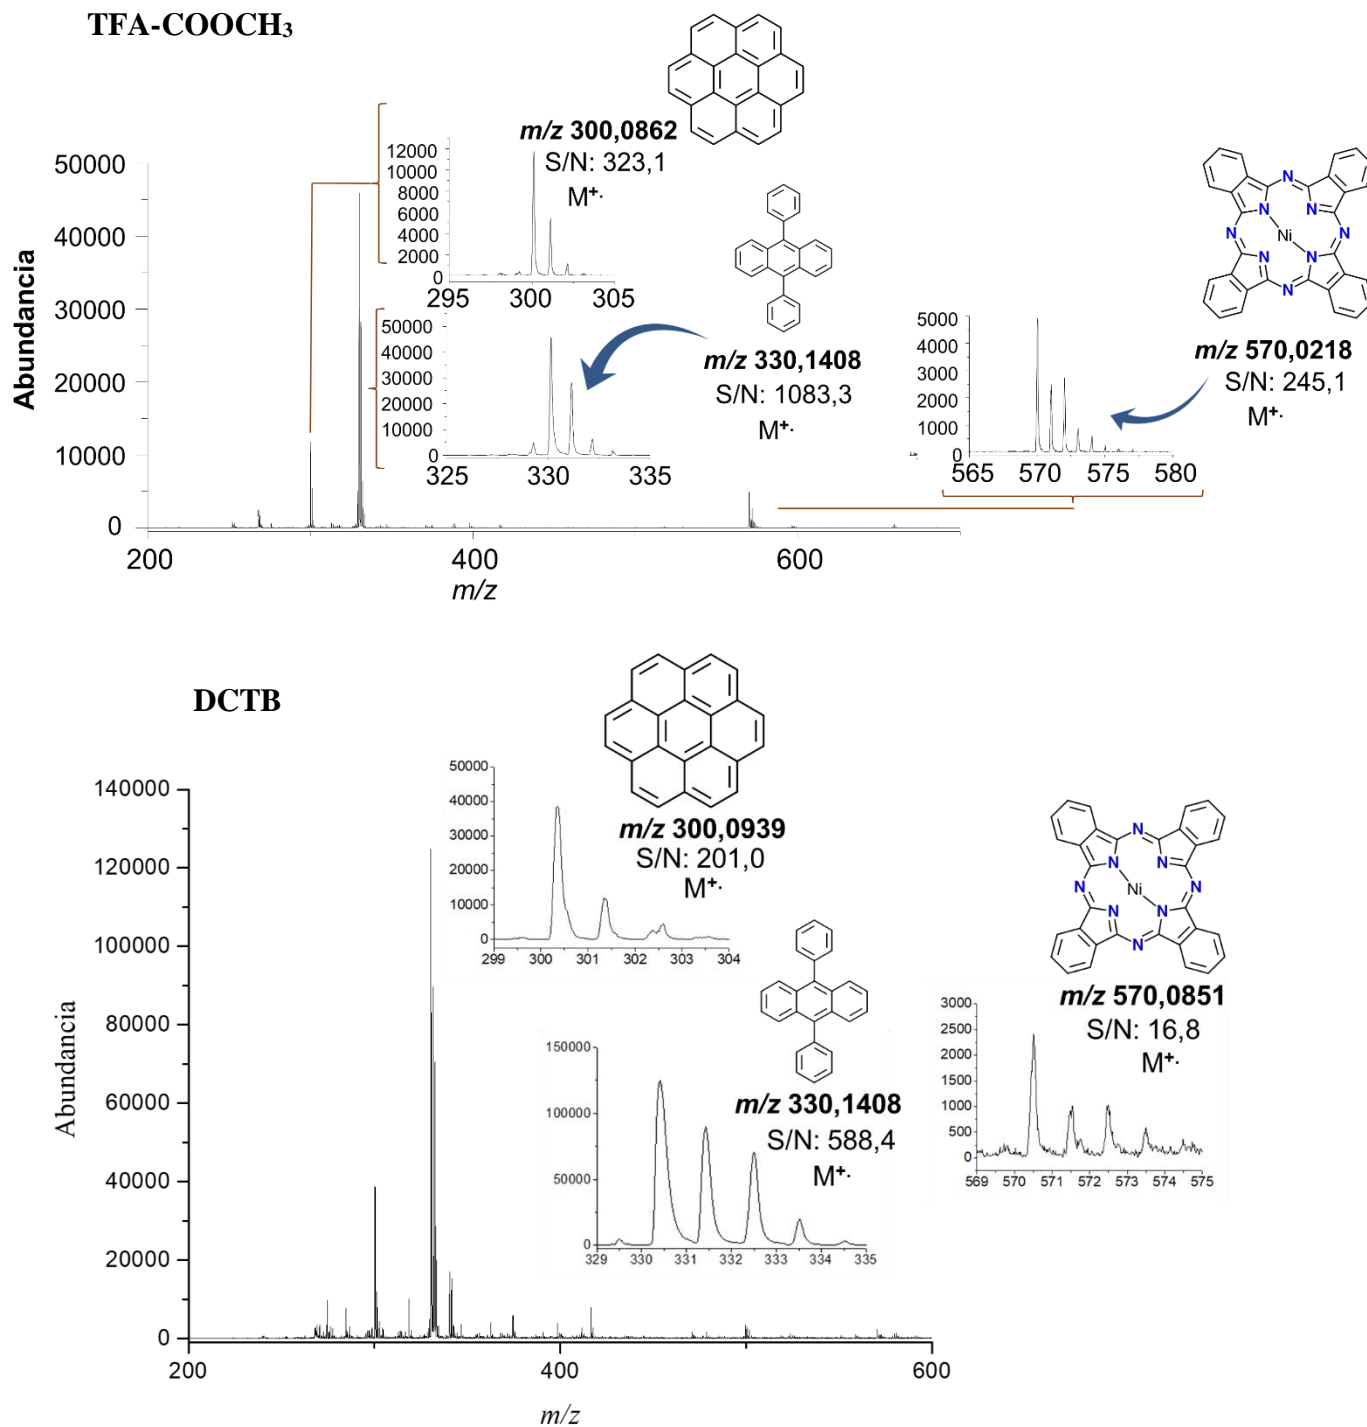 TFA-COOCH₃
m/z 300,0862
S/N: 323,1
M⁺·
12000
10000
8000
6000
4000
2000
0
295 300 305
50000
40000
30000
20000
10000
0
325 330 335
m/z 330,1408
S/N: 1083,3
M⁺·
N N N N N N N N Ni
m/z 570,0218
S/N: 245,1
M⁺·
5000
4000
3000
2000
1000
0
565 570 575 580
Abundancia
50000
40000
30000
20000
10000
0
200 400 600
m/z
DCTB
m/z 300,0939
S/N: 201,0
M⁺·
50000
40000
30000
20000
10000
0
299 300 301 302 303 304
m/z 330,1408
S/N: 588,4
M⁺·
150000
100000
50000
0
329 330 331 332 333 334 335
N N N N N N N N Ni
m/z 570,0851
S/N: 16,8
M⁺·
3000
2500
2000
1500
1000
500
0
569 570 571 572 573 574 575
Abundancia
140000
120000
100000
80000
60000
40000
20000
0
200 400 600
m/z